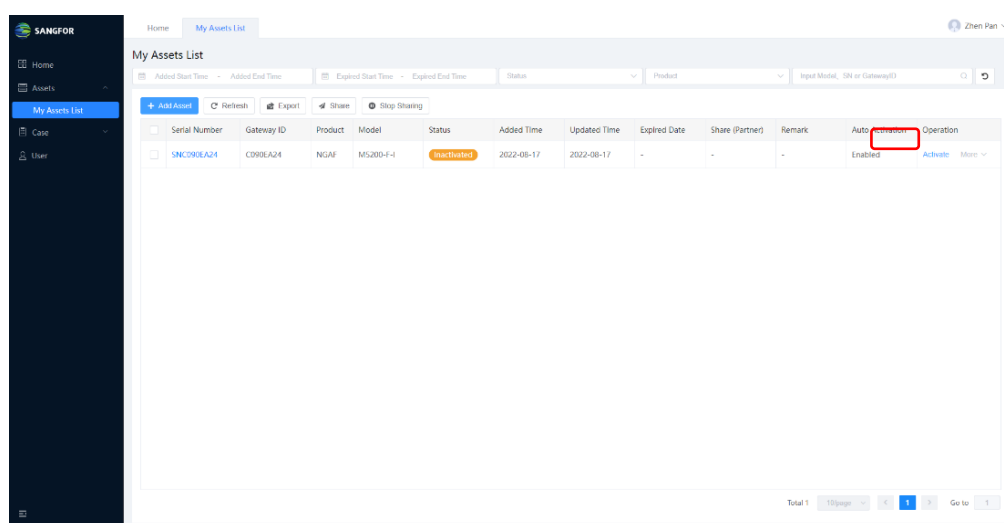 SANGFOR
Home
My Assets List
Zhen Pan
Home
Assets
My Assets List
Case
User
My Assets List
Added Start Time - Added End Time
Expired Start Time - Expired End Time
Status
Product
Input Model, SN or GatewayID
+ Add Asset
Refresh
Export
Share
Stop Sharing
Serial Number Gateway ID Product Model Status Added Time Updated Time Expired Date Share (Partner) Remark Auto Activation Operation
SNC090EA24 C090EA24 NGAF M5200-F-I Inactivated 2022-08-17 2022-08-17 - - - Enabled Activate More
Total 1 10/page < 1 > Go to 1